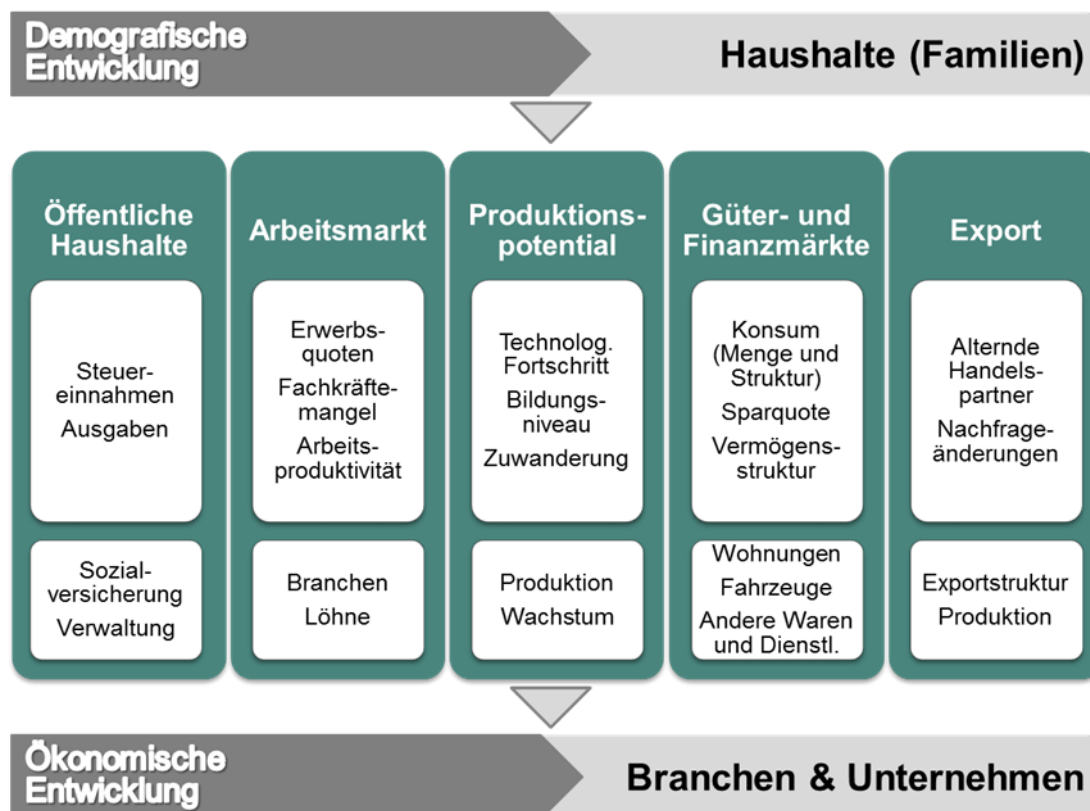 Demografische
Entwicklung
Haushalte (Familien)
Öffentliche
Haushalte
Steuer-
einnahmen
Ausgaben
Sozial-
versicherung
Verwaltung
Arbeitsmarkt
Erwerbs-
quoten
Fachkräfte-
mangel
Arbeits-
produktivität
Branchen
Löhne
Produktions-
potential
Technolog.
Fortschritt
Bildungs-
niveau
Zuwanderung
Produktion
Wachstum
Güter- und
Finanzmärkte
Konsum
(Menge und
Struktur)
Sparquote
Vermögens-
struktur
Wohnungen
Fahrzeuge
Andere Waren
und Dienstl.
Export
Alternde
Handels-
partner
Nachfrage-
änderungen
Exportstruktur
Produktion
Ökonomische
Entwicklung
Branchen & Unternehmen